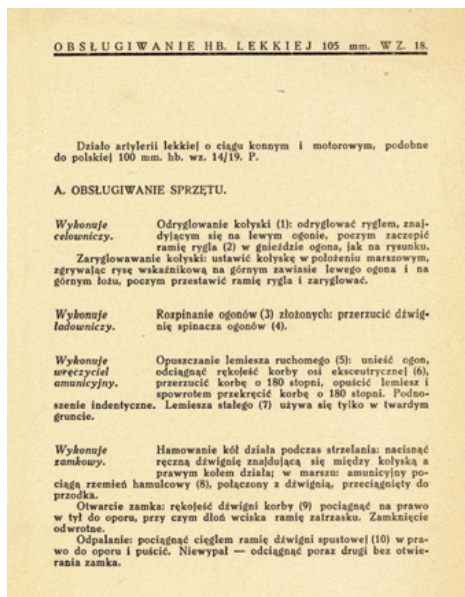 OBSŁUGIWANIE HB. LEKKIEJ 105 mm. WZ. 18.
Działo artylerii lekkiej o ciągu konnym i motorowym, podobne
do polskiej 100 mm. hb. wz. 14/19. P.
A. OBSŁUGIWANIE SPRZĘTU.
Wykonuje celowniczy.
Odryglowanie kołyski (1): odryglować ryglem, znaj-
dyjącym się na lewym ogonie, poczym zaczepić
ramię rygla (2) w gnieździe ogona, jak na rysunku.
Zaryglowawanie kołyski: ustawić kołyskę w położeniu marszowym,
zgrywając rysę wskaźnikową na górnym zawiasie lewego ogona i na
górnym łożu, poczym przestawić ramię rygla i zaryglować.
Wykonuje ładowniczy.
Rozpinanie ogonów (3) złożonych: przerzucić dźwig-
nię spinacza ogonów (4).
Wykonuje wręczyciel amunicyjny.
Opuszczanie lemiesza ruchomego (5): unieść ogon,
odciągnąć rękojeść korby osi eksceutrycznej (6),
przerzucić korbę o 180 stopni, opuścić lemiesz i
spowrotem przekręcić korbę o 180 stopni. Podno-
szenie indentyczne. Lemiesza stałego (7) używa się tylko w twardym
gruncie.
Wykonuje zamkowy.
Hamowanie kół działa podczas strzelania: nacisnąć
ręczną dźwignię znajdującą się między kołyską a
prawym kołem działa; w marszu: amunicyjny po-
ciągą rzemień hamulcowy (8), połączony z dźwignią, przeciągnięty do
przodka.
Otwarcie zamka: rękojeść dźwigni korby (9) pociągnąć na prawo
w tył do oporu, przy czym dłoń wciska ramię zatrzasku. Zamknięcie
odwrotne.
Odpalanie: pociągnąć cięglem ramię dźwigni spustowej (10) w pra-
wo do oporu i puścić. Niewypał — odciągnąć poraz drugi bez otwie-
rania zamka.